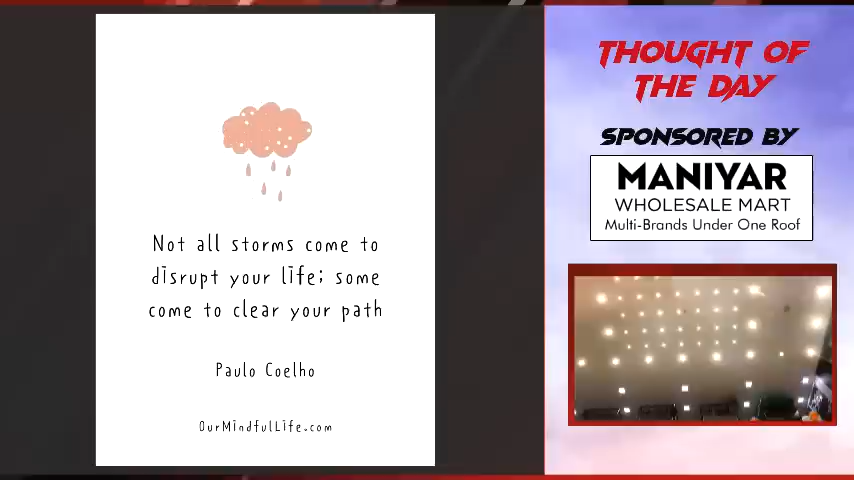 Not all storms come to
disrupt your life; some
come to clear your path
Paulo Coelho
OurMindfulLife.com
THOUGHT OF
THE DAY
SPONSORED BY
MANIYAR
WHOLESALE MART
Multi-Brands Under One Roof